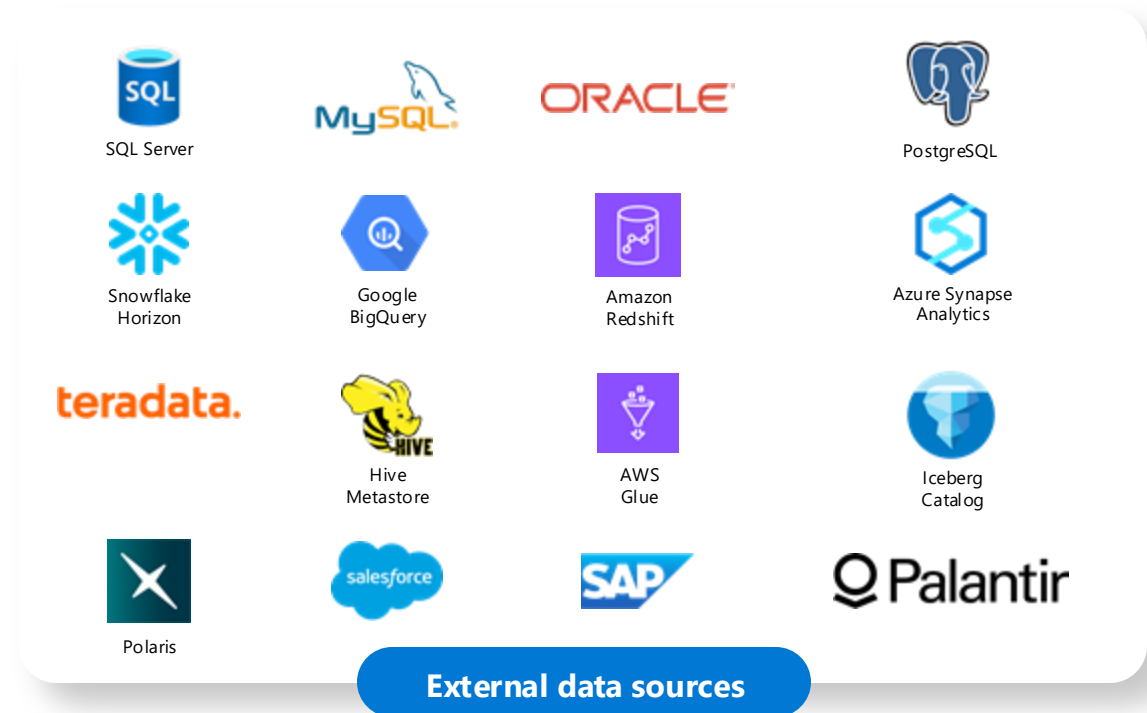 SQL
SQL Server
MySQL®
ORACLE
PostgreSQL
Snowflake
Horizon
Google
BigQuery
Amazon
Redshift
Azure Synapse
Analytics
teradata.
HIVE
Hive
Metastore
AWS
Glue
Iceberg
Catalog
Polaris
salesforce
SAP
Palantir
External data sources